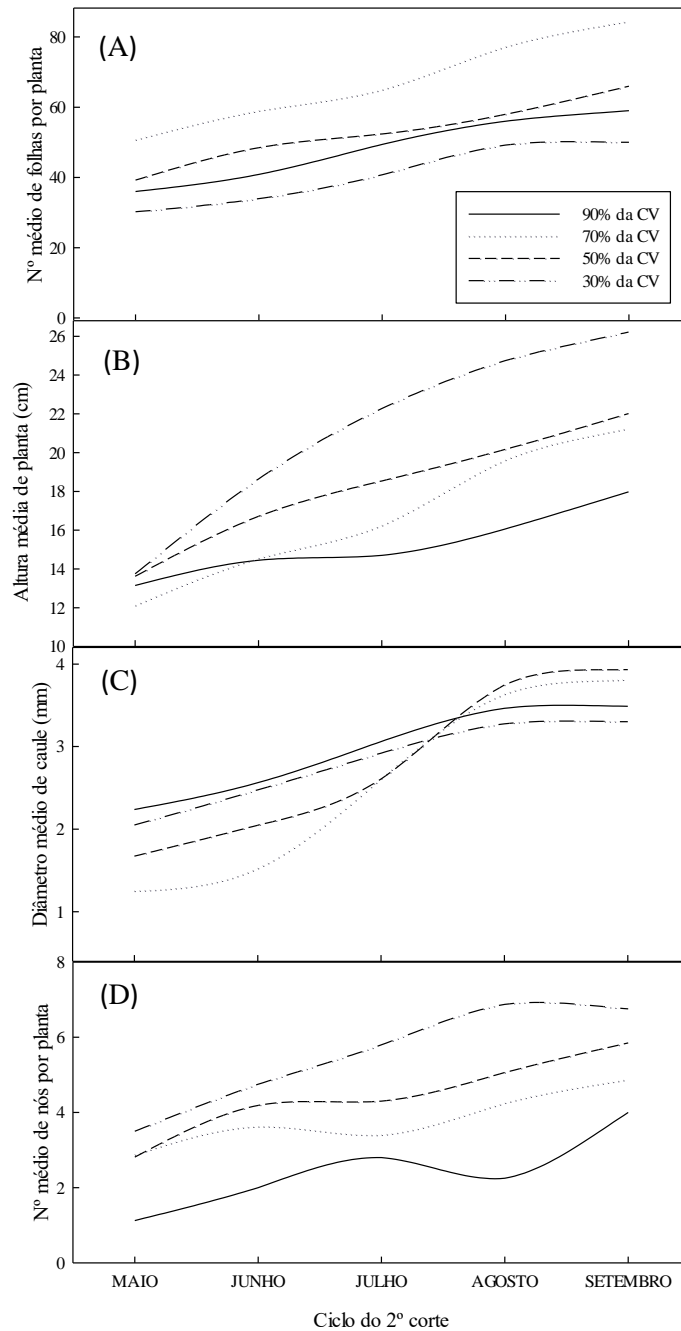 (A)
Nº médio de folhas por planta
80
60
40
20
0
90% da CV
70% da CV
50% da CV
30% da CV
(B)
Altura média de planta (cm)
26
24
22
20
18
16
14
12
10
(C)
Diâmetro médio de caule (mm)
4
3
2
1
(D)
Nº médio de nós por planta
8
6
4
2
0
MAIO JUNHO JULHO AGOSTO SETEMBRO
Ciclo do 2º corte